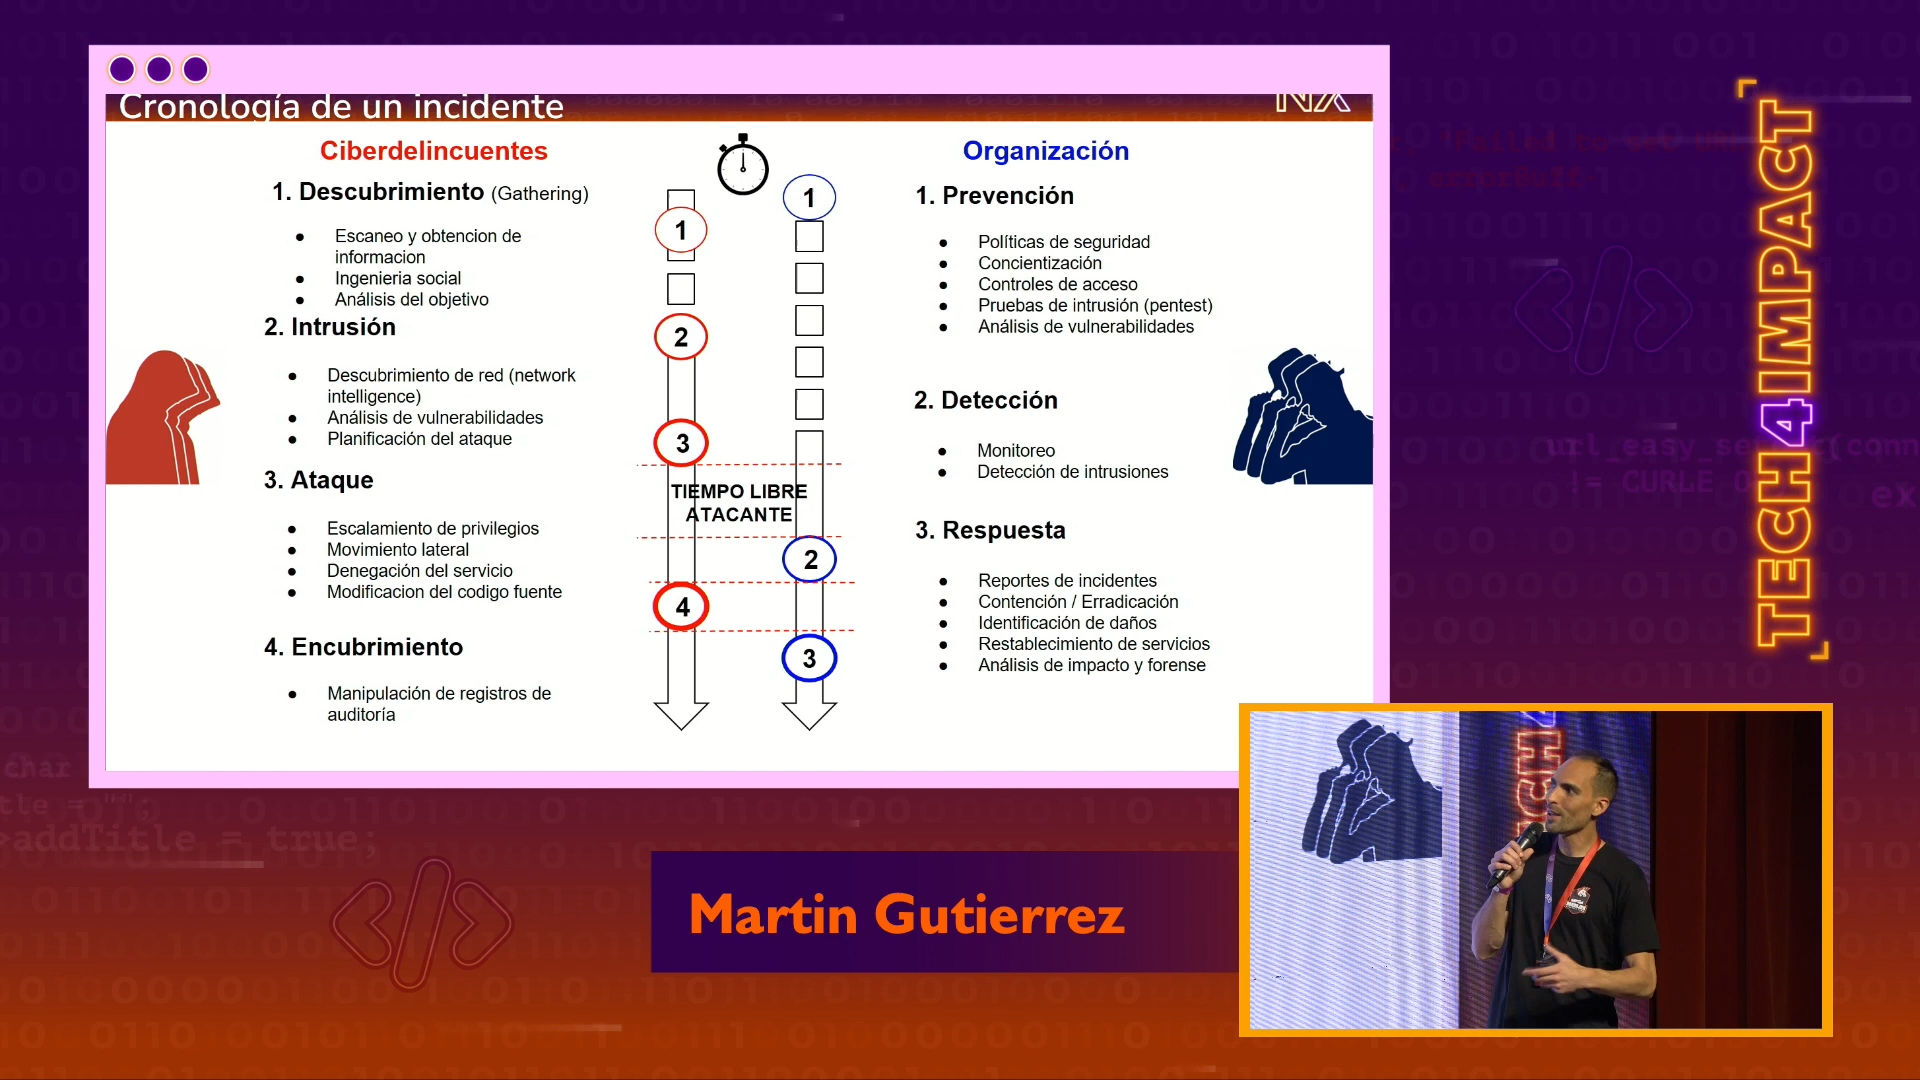 Cronología de un incidente
NX
Ciberdelincuentes
1. Descubrimiento (Gathering)
● Escaneo y obtencion de
informacion
● Ingenieria social
● Análisis del objetivo
2. Intrusión
● Descubrimiento de red (network
intelligence)
● Análisis de vulnerabilidades
● Planificación del ataque
3. Ataque
● Escalamiento de privilegios
● Movimiento lateral
● Denegación del servicio
● Modificacion del codigo fuente
4. Encubrimiento
● Manipulación de registros de
auditoría
1
2
3
4
TIEMPO LIBRE
ATACANTE
1
2
3
Organización
1. Prevención
● Políticas de seguridad
● Concientización
● Controles de acceso
● Pruebas de intrusión (pentest)
● Análisis de vulnerabilidades
2. Detección
● Monitoreo
● Detección de intrusiones
3. Respuesta
● Reportes de incidentes
● Contención / Erradicación
● Identificación de daños
● Restablecimiento de servicios
● Análisis de impacto y forense
TECH4IMPACT
Martin Gutierrez